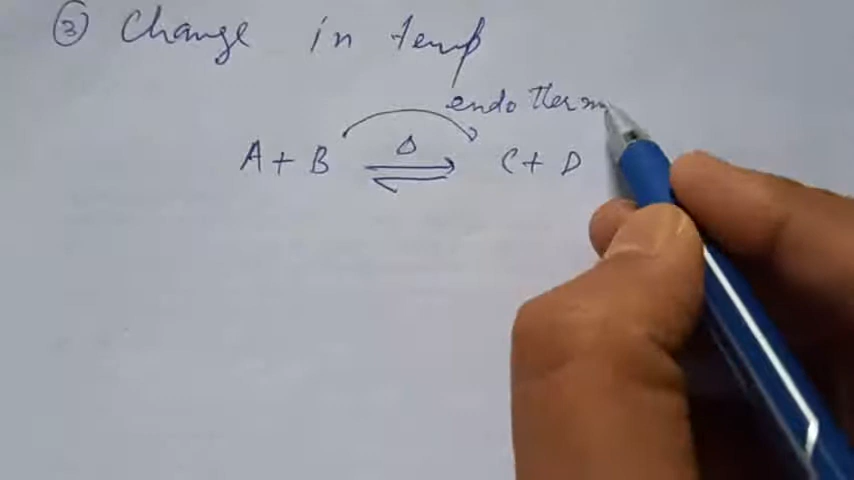 ③ Change in temp
endo therm
A + B Δ ⇌ C + D